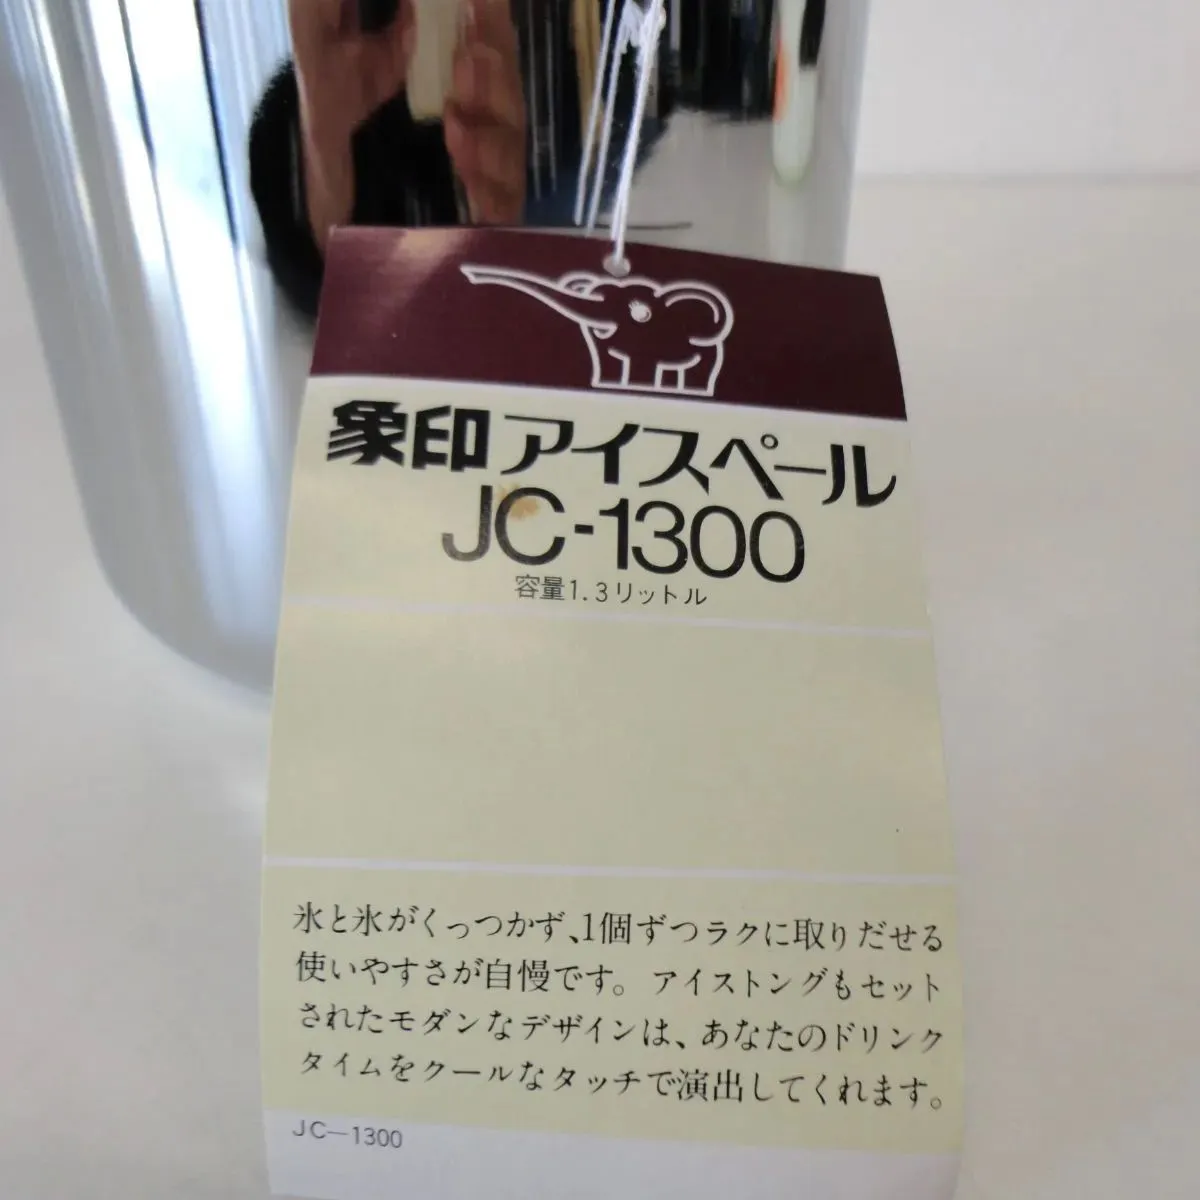 象印アイスペール
JC-1300
容量1.3リットル
氷と氷がくっつかず、1個ずつラクに取りだせる
使いやすさが自慢です。アイストングもセット
されたモダンなデザインは、あなたのドリンク
タイムをクールなタッチで演出してくれます。
JC—1300